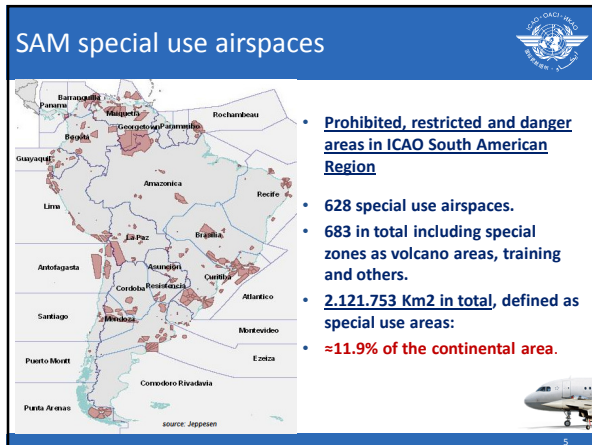 SAM special use airspaces
ICAO · OACI · ИКАО
Barranquilla
Panama
Maiquetia
Rochambeau
Georgetown
Paramaribo
Bogota
Guayaquil
Amazonica
Recife
Lima
La Paz
Brasilia
Antofagasta
Asunción
Curitiba
Cordoba
Resistencia
Atlantico
Santiago
Mendoza
Montevideo
Puerto Montt
Ezeiza
Comodoro Rivadavia
Punta Arenas
source: Jeppesen
• Prohibited, restricted and danger
areas in ICAO South American
Region
• 628 special use airspaces.
• 683 in total including special
zones as volcano areas, training
and others.
• 2.121.753 Km2 in total, defined as
special use areas:
• ≈11.9% of the continental area.
5